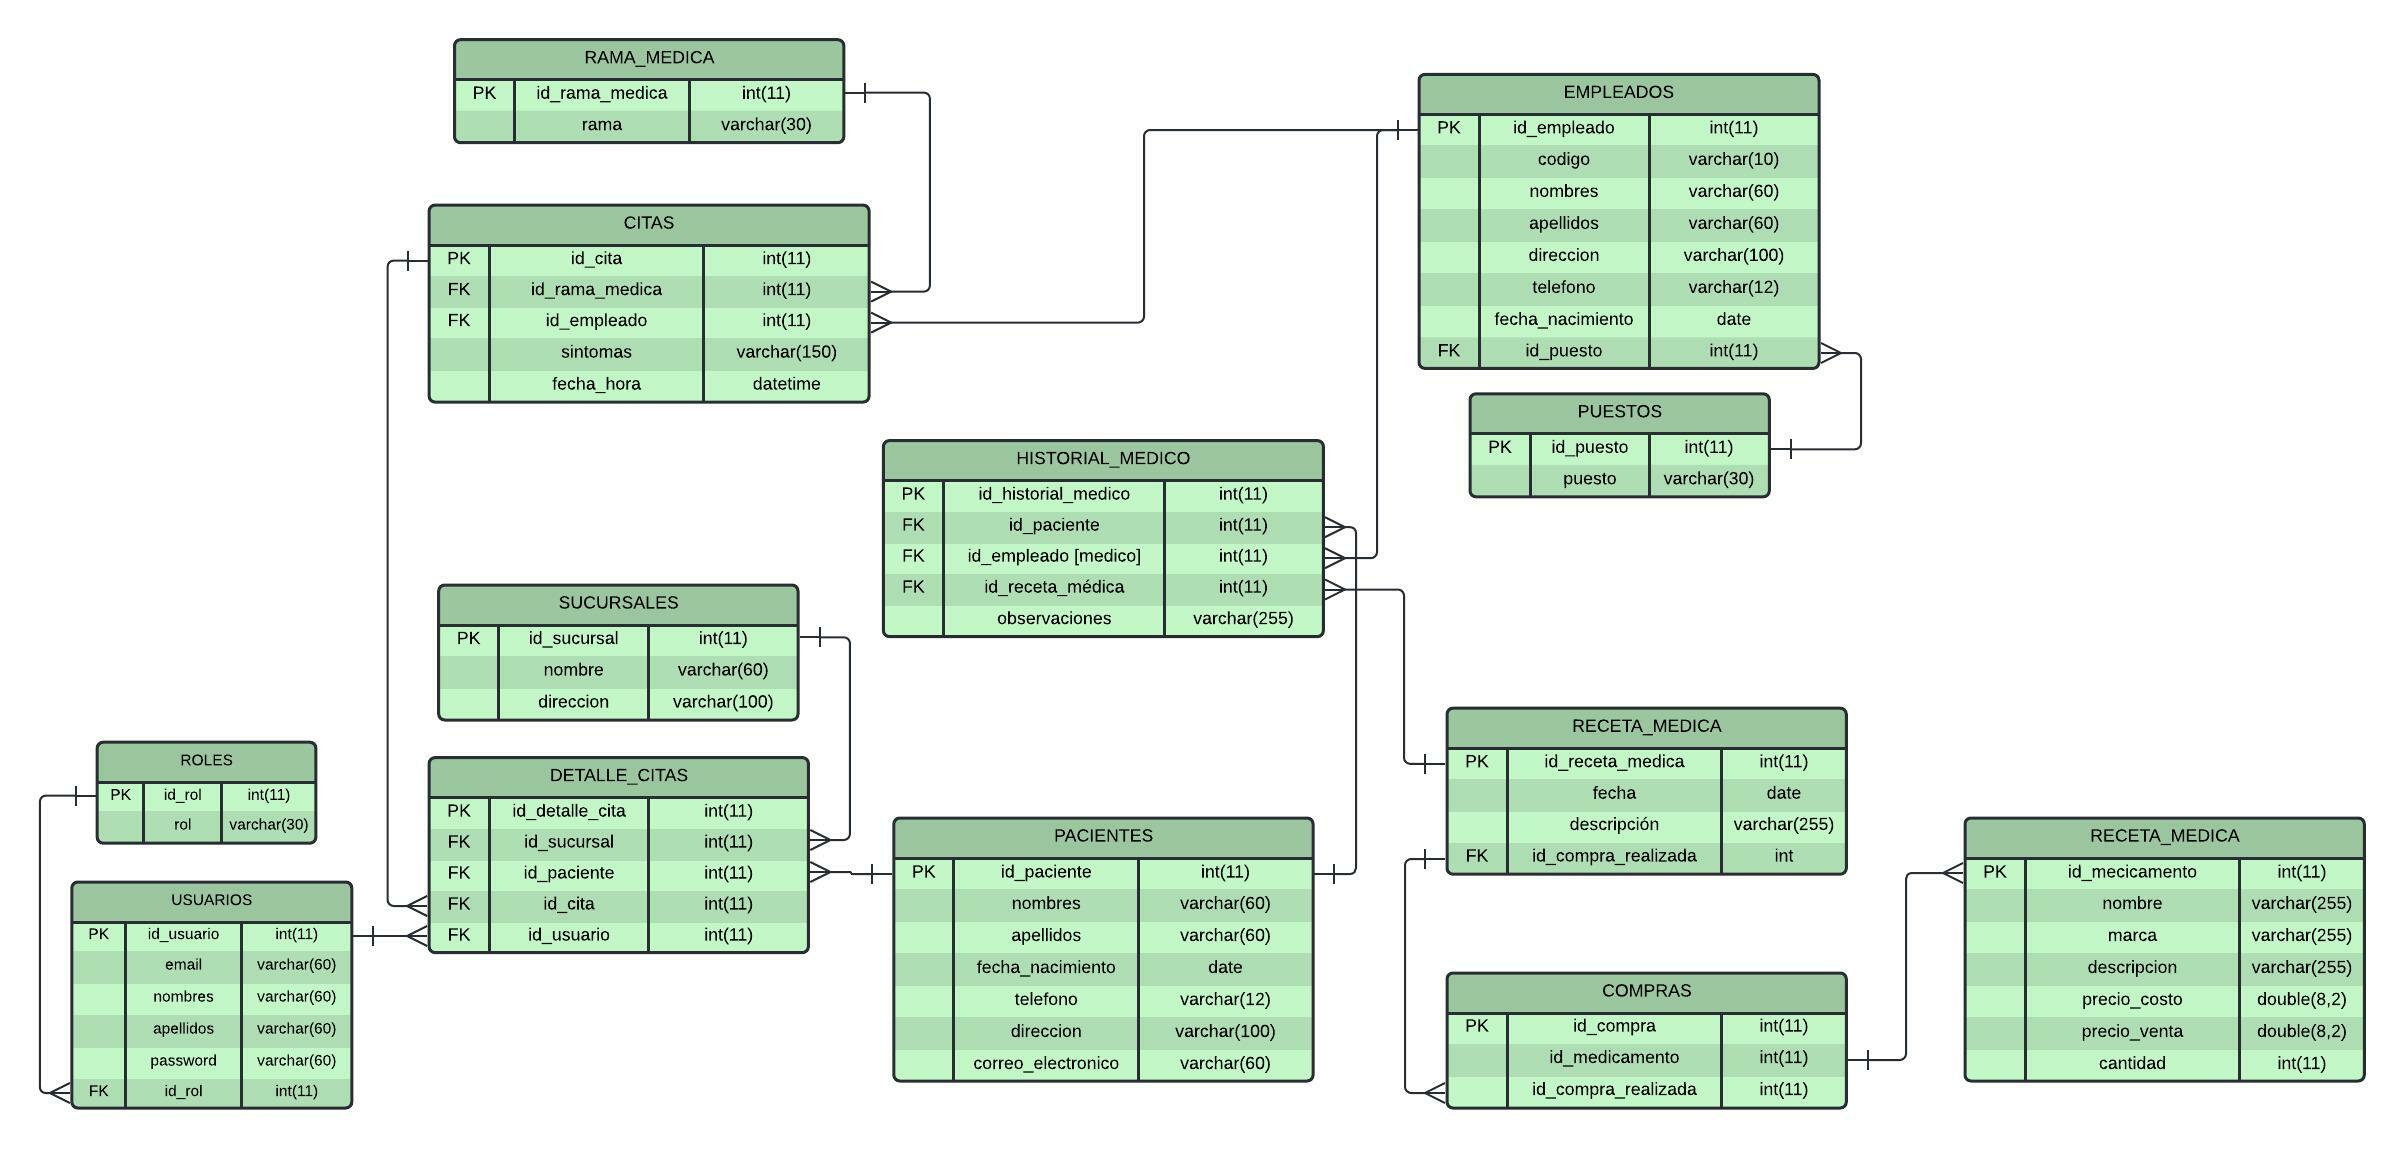 RAMA_MEDICA
PK id_rama_medica int(11)
rama varchar(30)
EMPLEADOS
PK id_empleado int(11)
codigo varchar(10)
nombres varchar(60)
apellidos varchar(60)
direccion varchar(100)
telefono varchar(12)
fecha_nacimiento date
FK id_puesto int(11)
CITAS
PK id_cita int(11)
FK id_rama_medica int(11)
FK id_empleado int(11)
sintomas varchar(150)
fecha_hora datetime
PUESTOS
PK id_puesto int(11)
puesto varchar(30)
HISTORIAL_MEDICO
PK id_historial_medico int(11)
FK id_paciente int(11)
FK id_empleado [medico] int(11)
FK id_receta_médica int(11)
observaciones varchar(255)
SUCURSALES
PK id_sucursal int(11)
nombre varchar(60)
direccion varchar(100)
RECETA_MEDICA
PK id_receta_medica int(11)
fecha date
descripción varchar(255)
FK id_compra_realizada int
ROLES
PK id_rol int(11)
rol varchar(30)
DETALLE_CITAS
PK id_detalle_cita int(11)
FK id_sucursal int(11)
FK id_paciente int(11)
FK id_cita int(11)
FK id_usuario int(11)
PACIENTES
PK id_paciente int(11)
nombres varchar(60)
apellidos varchar(60)
fecha_nacimiento date
telefono varchar(12)
direccion varchar(100)
correo_electronico varchar(60)
RECETA_MEDICA
PK id_mecicamento int(11)
nombre varchar(255)
marca varchar(255)
descripcion varchar(255)
precio_costo double(8,2)
precio_venta double(8,2)
cantidad int(11)
USUARIOS
PK id_usuario int(11)
email varchar(60)
nombres varchar(60)
apellidos varchar(60)
password varchar(60)
FK id_rol int(11)
COMPRAS
PK id_compra int(11)
id_medicamento int(11)
id_compra_realizada int(11)